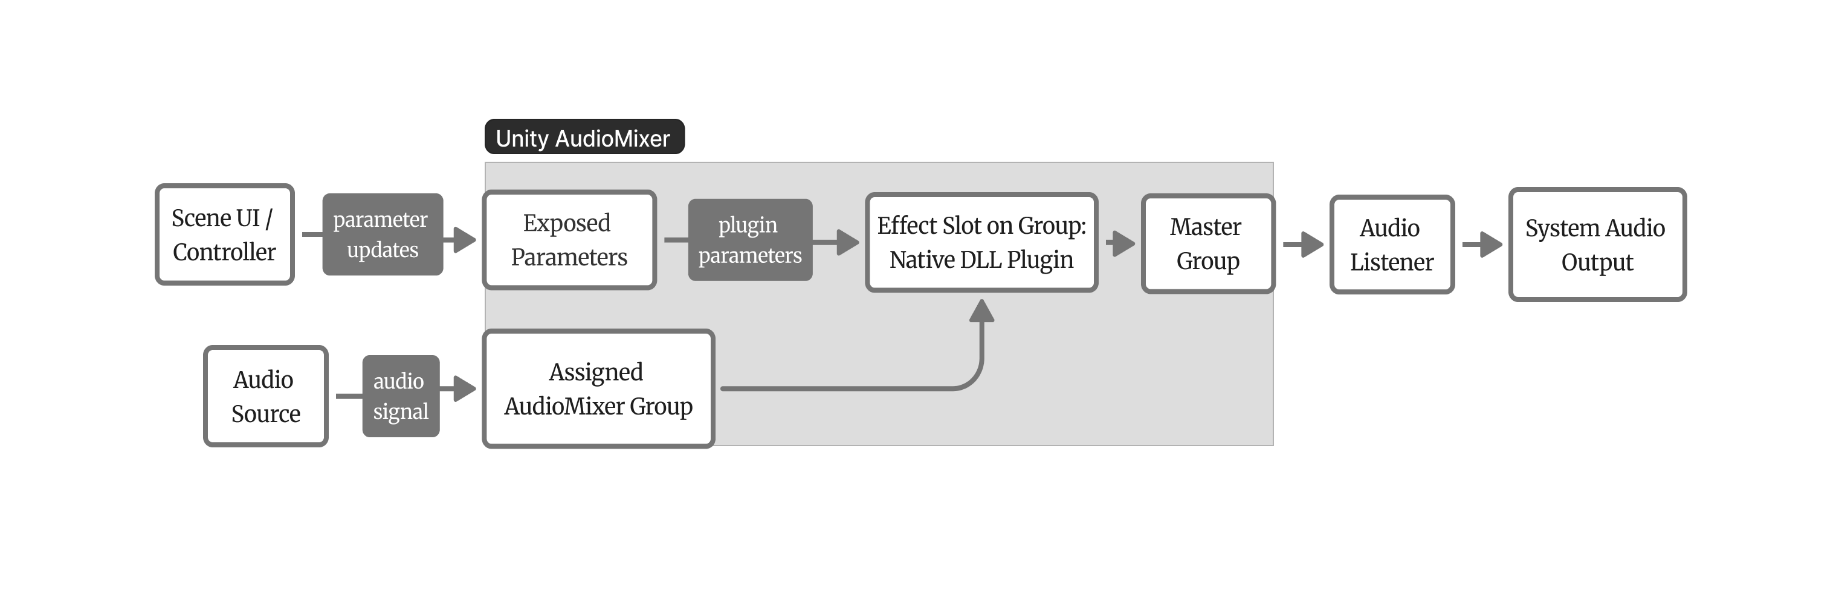 Unity AudioMixer
Scene UI /
Controller
parameter
updates
Exposed
Parameters
plugin
parameters
Effect Slot on Group:
Native DLL Plugin
Master
Group
Audio
Listener
System Audio
Output
Audio
Source
audio
signal
Assigned
AudioMixer Group